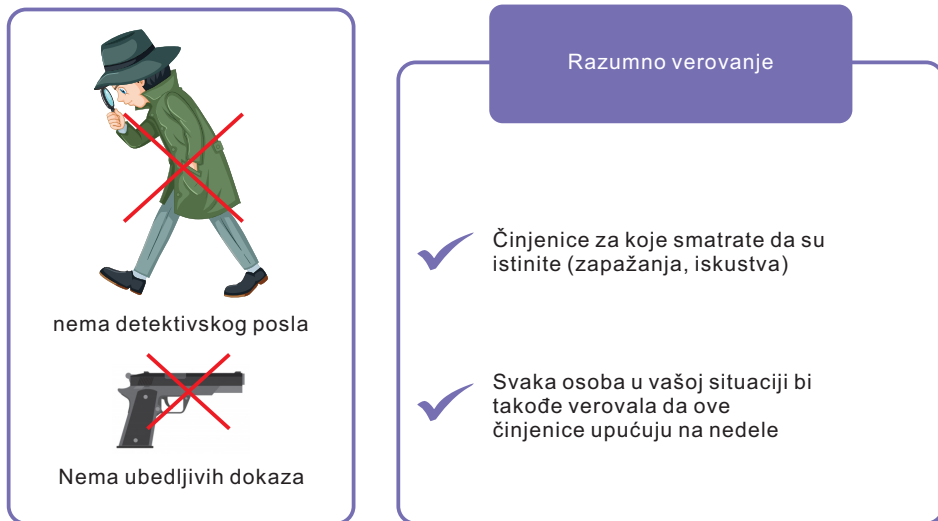 nema detektivskog posla
Nema ubedljivih dokaza
Razumno verovanje
Činjenice za koje smatrate da su
istinite (zapažanja, iskustva)
Svaka osoba u vašoj situaciji bi
takođe verovala da ove
činjenice upućuju na nedele